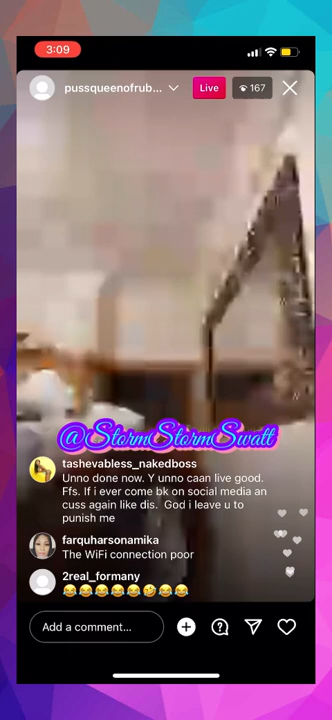 3:09
pussqueenofrub...
Live
167
@StormStormSwatt
tashevabless_nakedboss
Unno done now. Y unno caan live good.
Ffs. If i ever come bk on social media an
cuss again like dis.  God i leave u to
punish me
farquharsonamika
The WiFi connection poor
2real_formany
😂😂😂😂😂🤣😂😂😂
Add a comment...